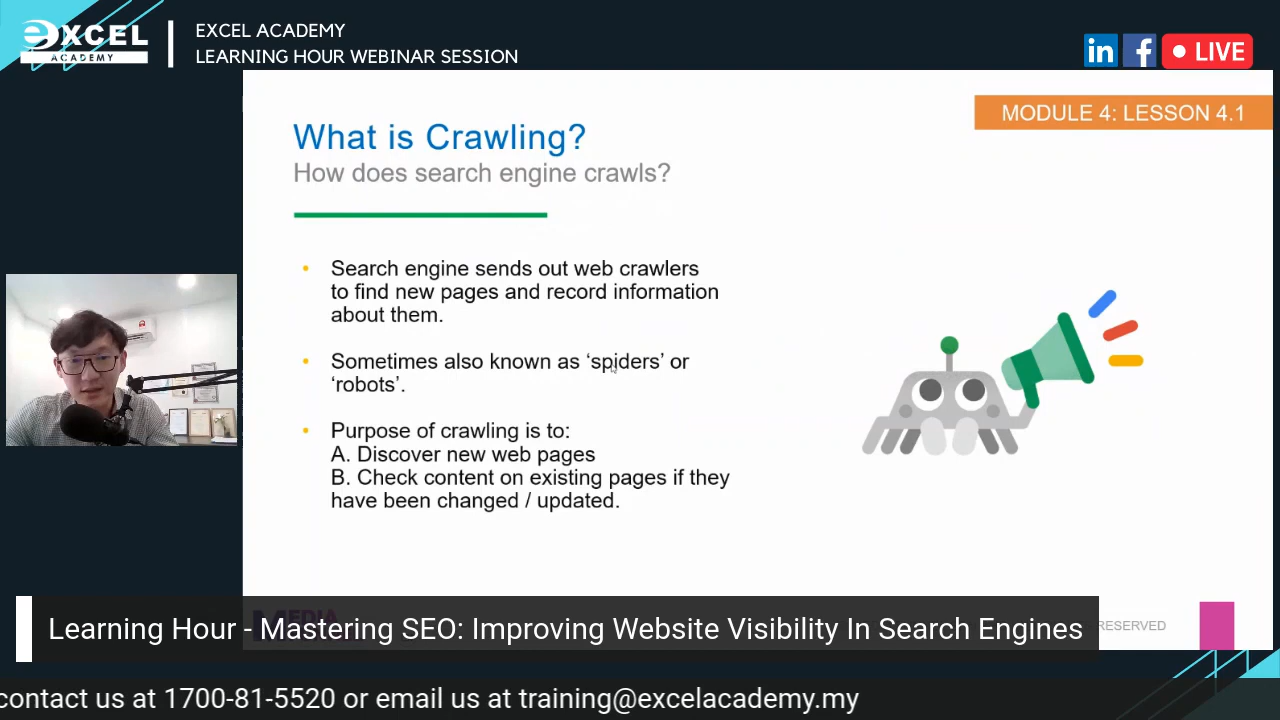 eXCEL
ACADEMY
EXCEL ACADEMY
LEARNING HOUR WEBINAR SESSION
in f LIVE
MODULE 4: LESSON 4.1
What is Crawling?
How does search engine crawls?
• Search engine sends out web crawlers
to find new pages and record information
about them.
• Sometimes also known as ‘spiders’ or
‘robots’.
• Purpose of crawling is to:
A. Discover new web pages
B. Check content on existing pages if they
have been changed / updated.
MEDIA
RESERVED
Learning Hour - Mastering SEO: Improving Website Visibility In Search Engines
contact us at 1700-81-5520 or email us at training@excelacademy.my